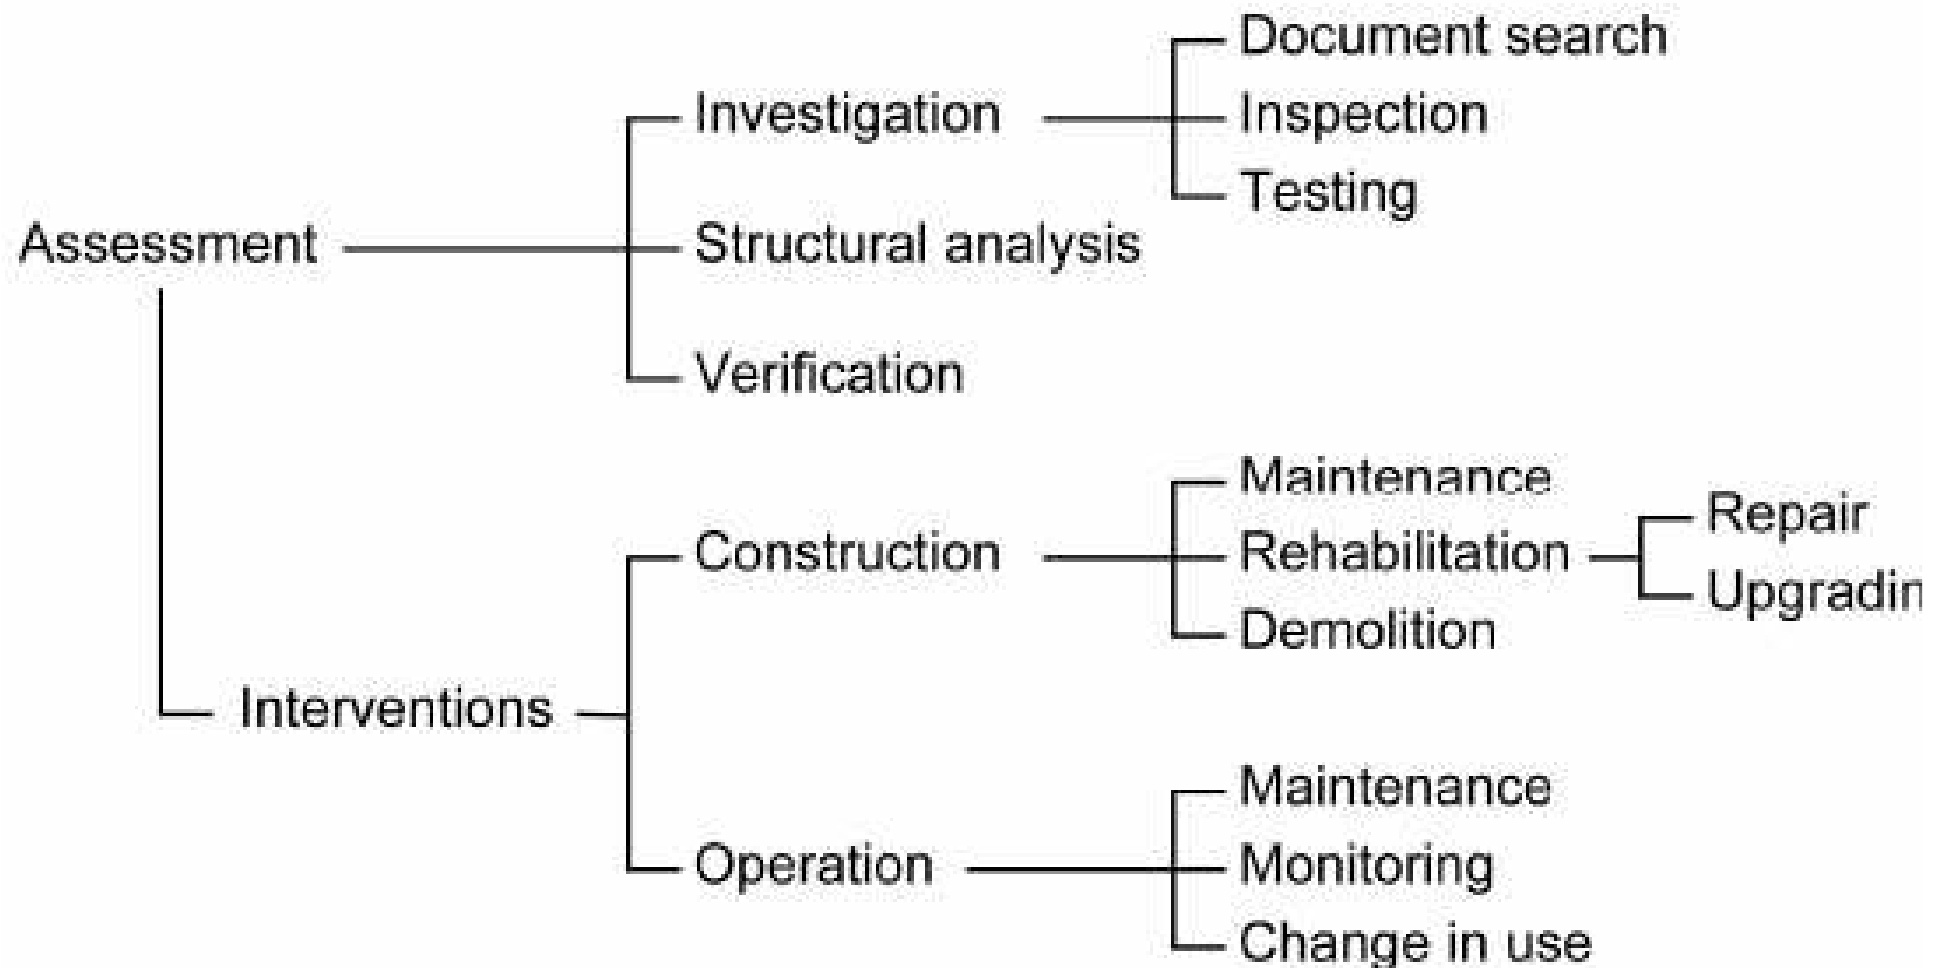 Document search
Investigation
Inspection
Testing
Assessment
Structural analysis
Verification
Maintenance
Repair
Construction
Rehabilitation
Upgradin
Demolition
Interventions
Maintenance
Operation
Monitoring
Change in use